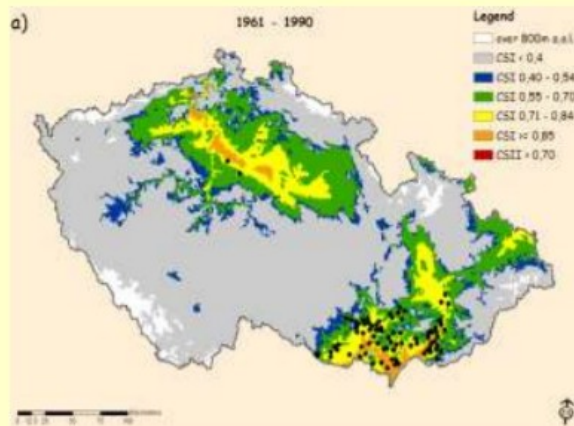 a)
1961 - 1990
Legend
over 800m a.s.l.
CSI < 0,4
CSI 0,40 - 0,54
CSI 0,55 - 0,70
CSI 0,71 - 0,84
CSI >= 0,85
CSII > 0,70